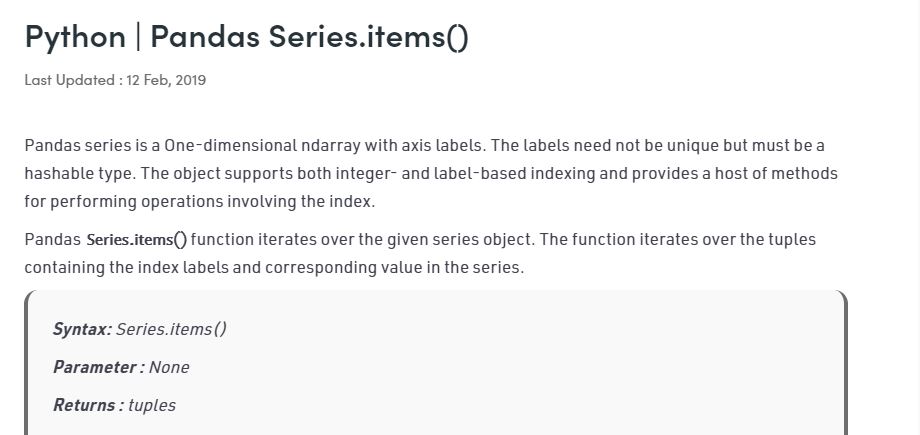 Python | Pandas Series.items()
Last Updated : 12 Feb, 2019
Pandas series is a One-dimensional ndarray with axis labels. The labels need not be unique but must be a
hashable type. The object supports both integer- and label-based indexing and provides a host of methods
for performing operations involving the index.
Pandas Series.items() function iterates over the given series object. The function iterates over the tuples
containing the index labels and corresponding value in the series.
Syntax: Series.items()
Parameter : None
Returns : tuples